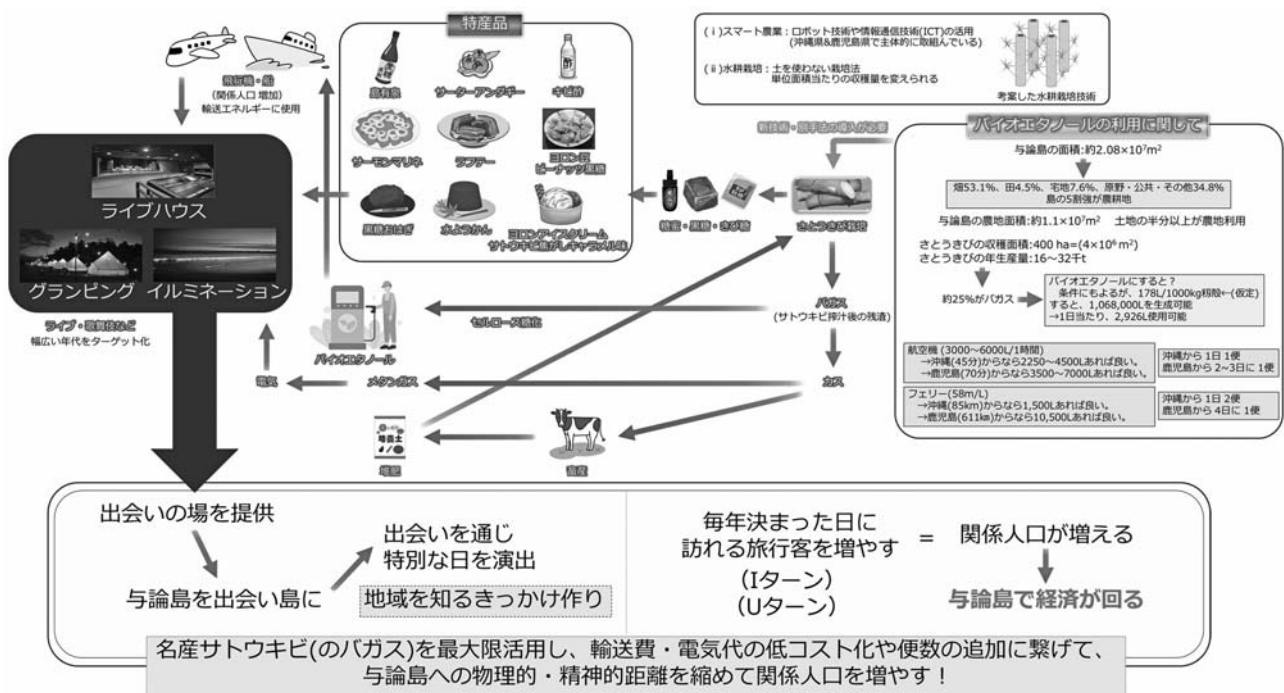 特産品
島有泉
サーターアンダギー
キビ酢
サーモンマリネ
ラフテー
ヨロン豆
ピーナッツ黒糖
黒糖おはぎ
水ようかん
ヨロンアイスクリーム
サトウキビ焦がしキャラメル味
飛行機・船
(関係人口 増加)
輸送エネルギーに使用
ライブハウス
グランピング
イルミネーション
ライブ・歌舞伎など
幅広い年代をターゲット化
(ⅰ)スマート農業：ロボット技術や情報通信技術(ICT)の活用
(沖縄県&鹿児島県で主体的に取組んでいる)
(ⅱ)水耕栽培：土を使わない栽培法
単位面積当たりの収穫量を変えられる
考案した水耕栽培技術
新技術・別手法の導入が必要
糖蜜・黒糖・きび糖
さとうきび栽培
バガス
(サトウキビ搾汁後の残渣)
セルロース糖化
バイオエタノール
電気
メタンガス
カス
堆肥
畜産
バイオエタノールの利用に関して
与論島の面積:約2.08×10⁷m²
畑53.1%、田4.5%、宅地7.6%、原野・公共・その他34.8%
島の5割強が農耕地
与論島の農地面積:約1.1×10⁷m²　土地の半分以上が農地利用
さとうきびの収穫面積:400 ha=(4×10⁶ m²)
さとうきびの年生産量:16～32千t
約25%がバガス
バイオエタノールにすると？
条件にもよるが、178L/1000kg籾殻←(仮定)
すると、1,068,000Lを生成可能
→1日当たり、2,926L使用可能
航空機 (3000～6000L/1時間)
→沖縄(45分)からなら2250～4500Lあれば良い。
→鹿児島(70分)からなら3500～7000Lあれば良い。
沖縄から 1日 1便
鹿児島から 2~3日に 1便
フェリー(58m/L)
→沖縄(85km)からなら1,500Lあれば良い。
→鹿児島(611㎞)からなら10,500Lあれば良い。
沖縄から 1日 2便
鹿児島から 4日に 1便
出会いの場を提供
与論島を出会い島に
出会いを通じ
特別な日を演出
地域を知るきっかけ作り
毎年決まった日に
訪れる旅行客を増やす
(Iターン)
(Uターン)
=
関係人口が増える
与論島で経済が回る
名産サトウキビ(のバガス)を最大限活用し、輸送費・電気代の低コスト化や便数の追加に繋げて、
与論島への物理的・精神的距離を縮めて関係人口を増やす！